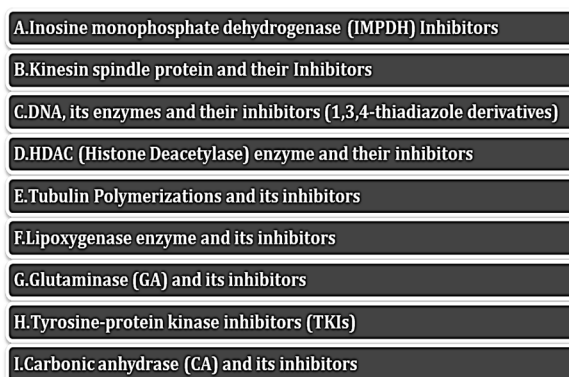 A.Inosine monophosphate dehydrogenase (IMPDH) Inhibitors
B.Kinesin spindle protein and their Inhibitors
C.DNA, its enzymes and their inhibitors (1,3,4-thiadiazole derivatives)
D.HDAC (Histone Deacetylase) enzyme and their inhibitors
E.Tubulin Polymerizations and its inhibitors
F.Lipoxygenase enzyme and its inhibitors
G.Glutaminase (GA) and its inhibitors
H.Tyrosine-protein kinase inhibitors (TKIs)
I.Carbonic anhydrase (CA) and its inhibitors